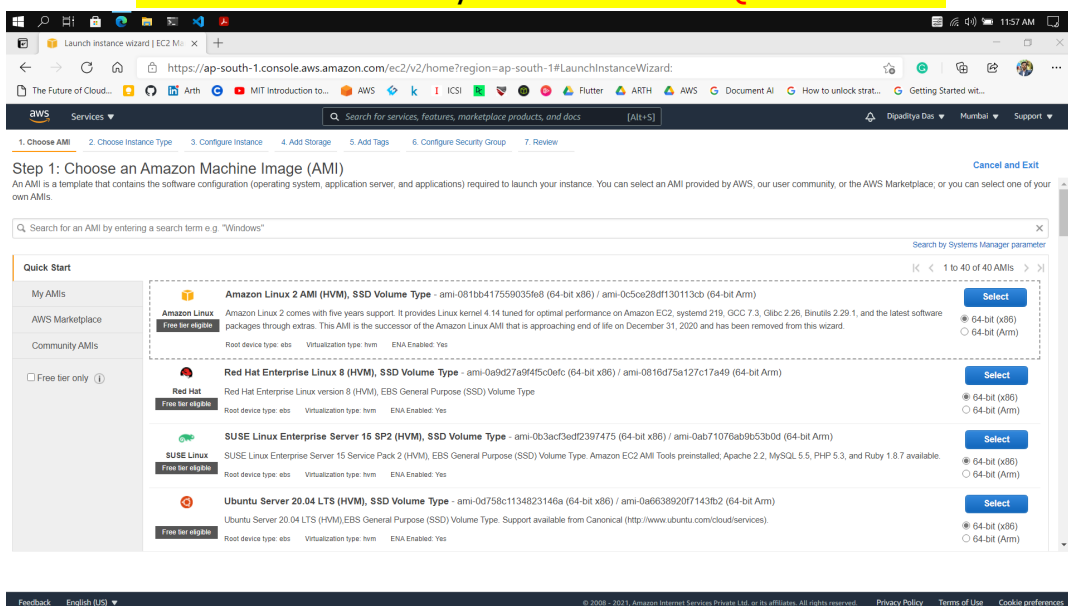 11:57 AM
Launch instance wizard | EC2 Ma
https://ap-south-1.console.aws.amazon.com/ec2/v2/home?region=ap-south-1#LaunchInstanceWizard:
The Future of Cloud... Arth MIT Introduction to... AWS ICSI Flutter ARTH AWS Document AI How to unlock strat... Getting Started wit...
aws Services Search for services, features, marketplace products, and docs [Alt+S] Dipaditya Das Mumbai Support
1. Choose AMI 2. Choose Instance Type 3. Configure Instance 4. Add Storage 5. Add Tags 6. Configure Security Group 7. Review
Step 1: Choose an Amazon Machine Image (AMI) Cancel and Exit
An AMI is a template that contains the software configuration (operating system, application server, and applications) required to launch your instance. You can select an AMI provided by AWS, our user community, or the AWS Marketplace; or you can select one of your
own AMIs.
Search for an AMI by entering a search term e.g. "Windows"
Search by Systems Manager parameter
Quick Start 1 to 40 of 40 AMIs
My AMIs
AWS Marketplace
Community AMIs
Free tier only
Amazon Linux
Free tier eligible
Amazon Linux 2 AMI (HVM), SSD Volume Type - ami-081bb417559035fe8 (64-bit x86) / ami-0c5ce28df130113cb (64-bit Arm)
Amazon Linux 2 comes with five years support. It provides Linux kernel 4.14 tuned for optimal performance on Amazon EC2, systemd 219, GCC 7.3, Glibc 2.26, Binutils 2.29.1, and the latest software
packages through extras. This AMI is the successor of the Amazon Linux AMI that is approaching end of life on December 31, 2020 and has been removed from this wizard.
Root device type: ebs Virtualization type: hvm ENA Enabled: Yes
Select
64-bit (x86)
64-bit (Arm)
Red Hat
Free tier eligible
Red Hat Enterprise Linux 8 (HVM), SSD Volume Type - ami-0a9d27a9f4f5c0efc (64-bit x86) / ami-0816d75a127c17a49 (64-bit Arm)
Red Hat Enterprise Linux version 8 (HVM), EBS General Purpose (SSD) Volume Type
Root device type: ebs Virtualization type: hvm ENA Enabled: Yes
Select
64-bit (x86)
64-bit (Arm)
SUSE Linux
Free tier eligible
SUSE Linux Enterprise Server 15 SP2 (HVM), SSD Volume Type - ami-0b3acf3edf2397475 (64-bit x86) / ami-0ab71076ab9b53b0d (64-bit Arm)
SUSE Linux Enterprise Server 15 Service Pack 2 (HVM), EBS General Purpose (SSD) Volume Type. Amazon EC2 AMI Tools preinstalled; Apache 2.2, MySQL 5.5, PHP 5.3, and Ruby 1.8.7 available.
Root device type: ebs Virtualization type: hvm ENA Enabled: Yes
Select
64-bit (x86)
64-bit (Arm)
Free tier eligible
Ubuntu Server 20.04 LTS (HVM), SSD Volume Type - ami-0d758c1134823146a (64-bit x86) / ami-0a6638920f7143fb2 (64-bit Arm)
Ubuntu Server 20.04 LTS (HVM),EBS General Purpose (SSD) Volume Type. Support available from Canonical (http://www.ubuntu.com/cloud/services).
Root device type: ebs Virtualization type: hvm ENA Enabled: Yes
Select
64-bit (x86)
64-bit (Arm)
Feedback English (US) © 2008 - 2021, Amazon Internet Services Private Ltd. or its affiliates. All rights reserved. Privacy Policy Terms of Use Cookie preferences